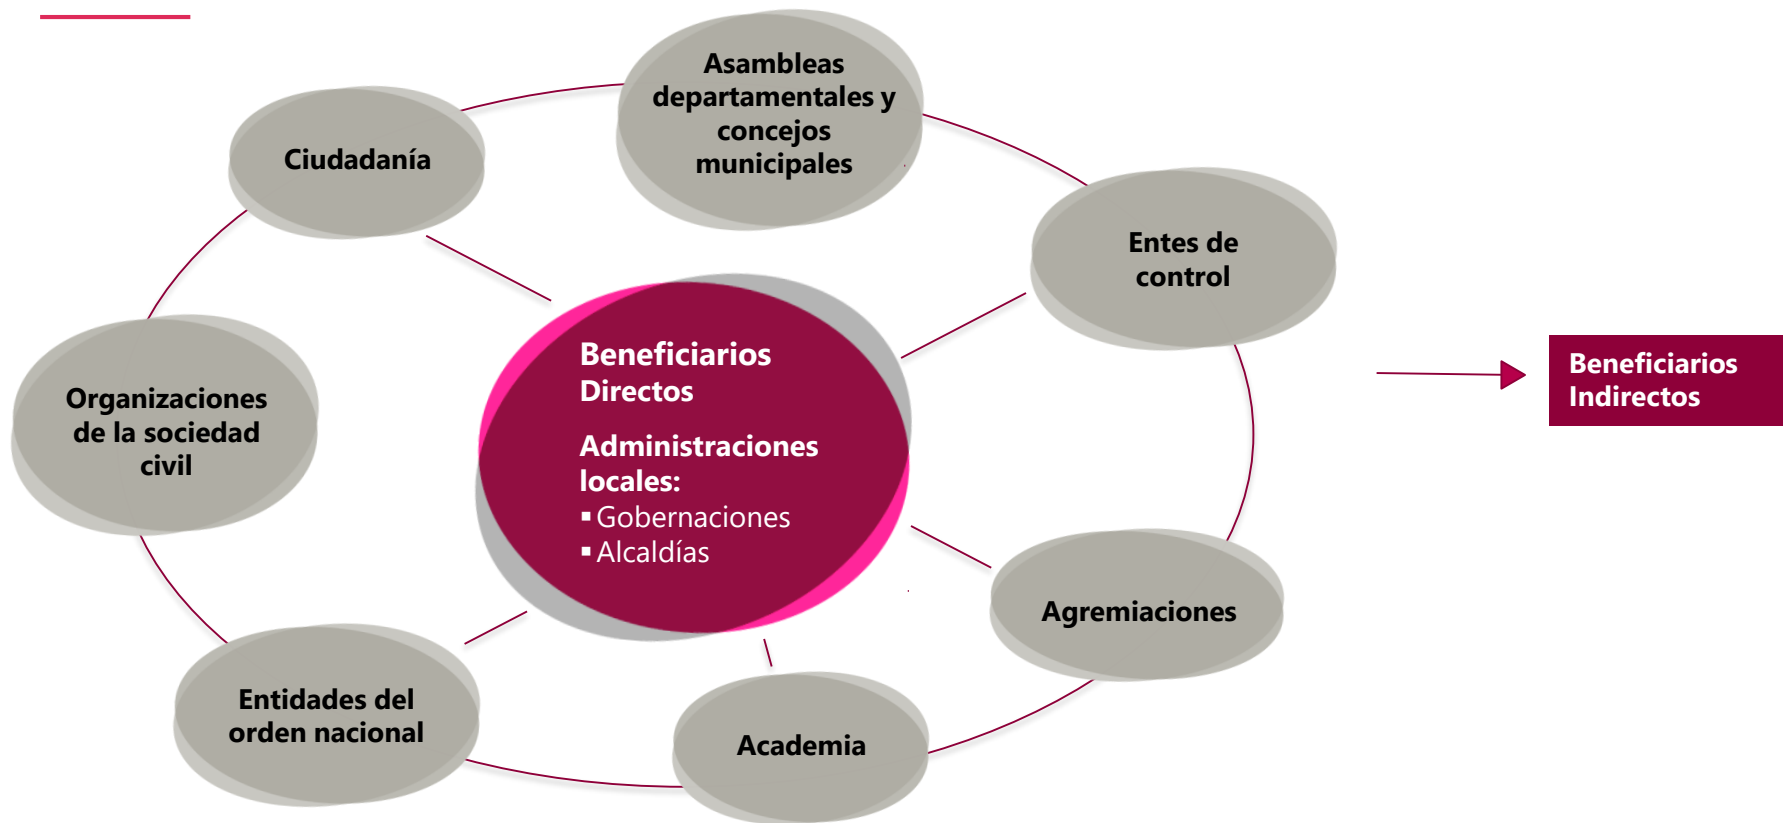 Asambleas
departamentales y
concejos
municipales
Ciudadanía
Entes de
control
Beneficiarios
Directos
Administraciones
locales:
▪ Gobernaciones
▪ Alcaldías
Beneficiarios
Indirectos
Organizaciones
de la sociedad
civil
Agremiaciones
Entidades del
orden nacional
Academia